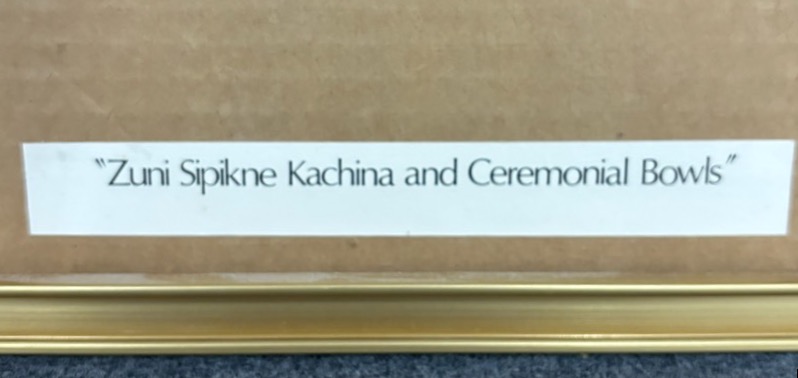 "Zuni Sipikne Kachina and Ceremonial Bowls"